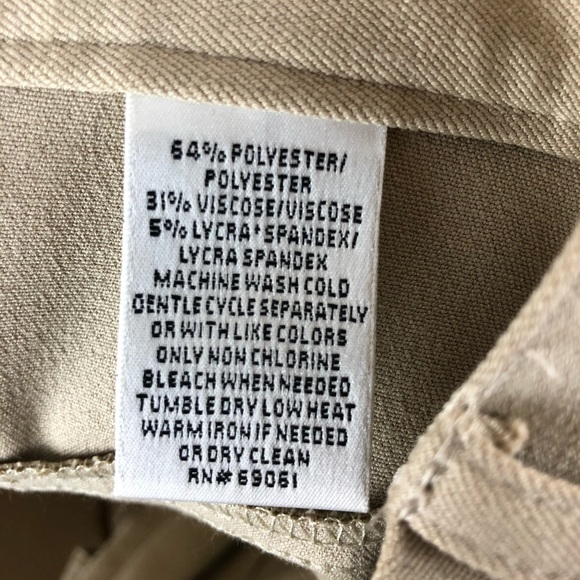 64% POLYESTER/
POLYESTER
31% VISCOSE/VISCOSE
5% LYCRA+SPANDEX/
LYCRA SPANDEX
MACHINE WASH COLD
GENTLE CYCLE SEPARATELY
OR WITH LIKE COLORS
ONLY NON CHLORINE
BLEACH WHEN NEEDED
TUMBLE DRY LOW HEAT
WARM IRON IF NEEDED
OR DRY CLEAN
RN# 69061